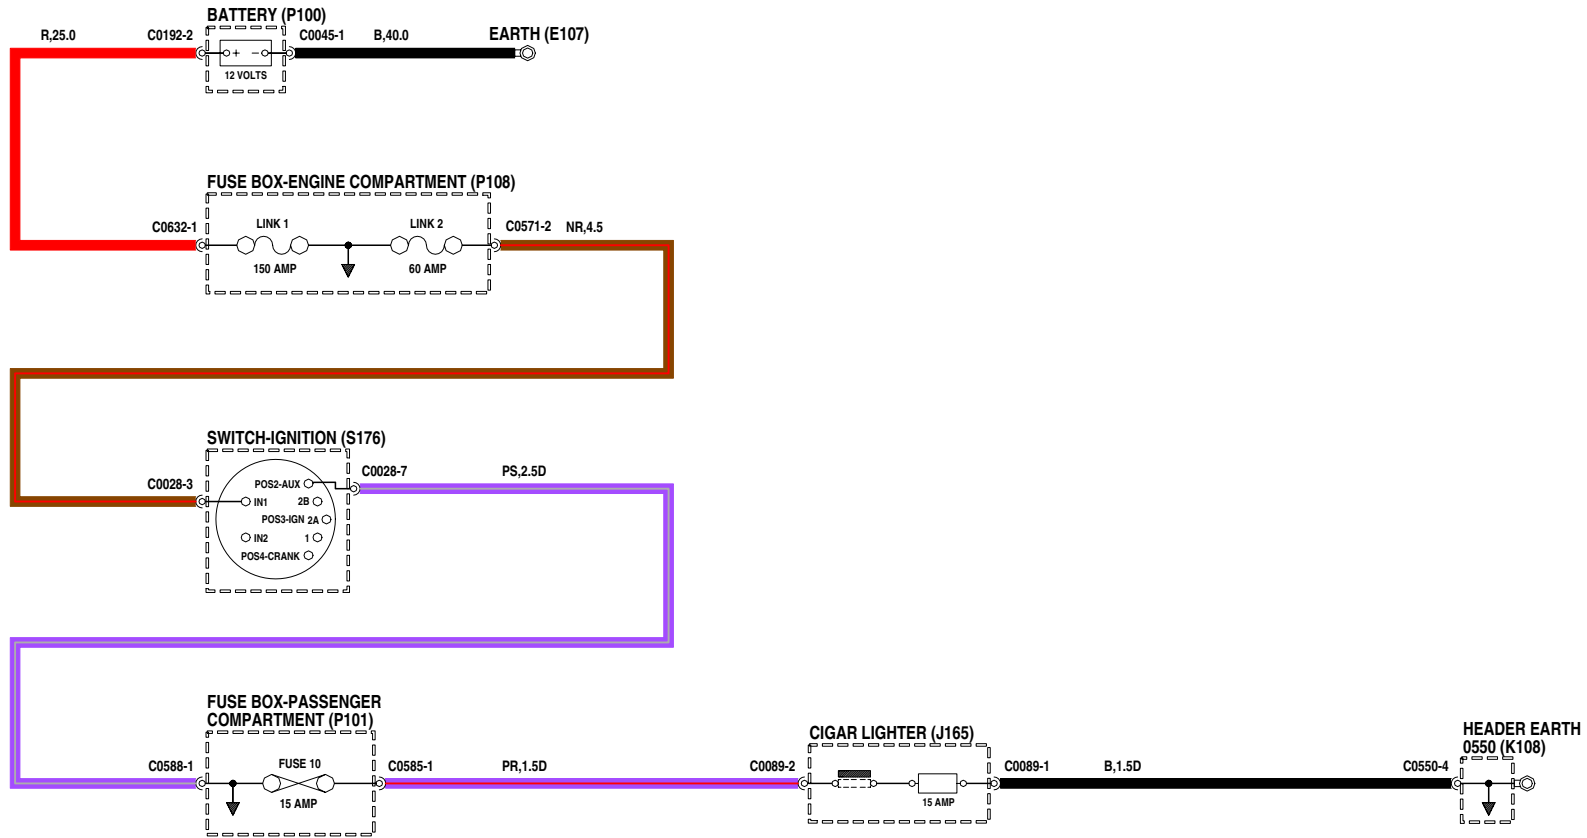 BATTERY (P100)
R,25.0
C0192-2
C0045-1
B,40.0
EARTH (E107)
+ −
12 VOLTS
FUSE BOX-ENGINE COMPARTMENT (P108)
C0632-1
LINK 1
LINK 2
C0571-2
NR,4.5
150 AMP
60 AMP
SWITCH-IGNITION (S176)
C0028-3
POS2-AUX
IN1
2B
POS3-IGN 2A
IN2
1
POS4-CRANK
C0028-7
PS,2.5D
FUSE BOX-PASSENGER
COMPARTMENT (P101)
C0588-1
FUSE 10
15 AMP
C0585-1
PR,1.5D
C0089-2
CIGAR LIGHTER (J165)
15 AMP
C0089-1
B,1.5D
C0550-4
HEADER EARTH
0550 (K108)